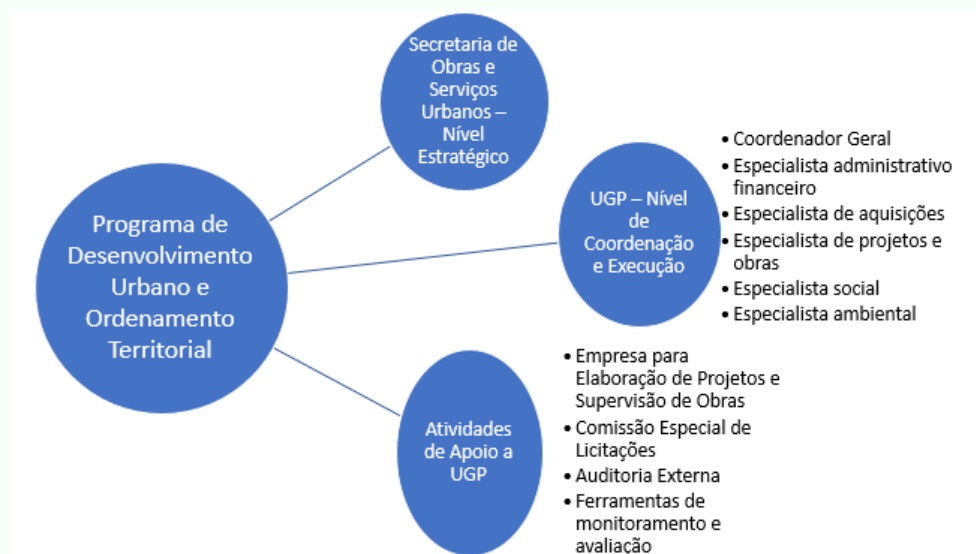 Programa de
Desenvolvimento
Urbano e
Ordenamento
Territorial
Secretaria de
Obras e
Serviços
Urbanos –
Nível
Estratégico
UGP – Nível
de
Coordenação
e Execução
• Coordenador Geral
• Especialista administrativo
financeiro
• Especialista de aquisições
• Especialista de projetos e
obras
• Especialista social
• Especialista ambiental
Atividades
de Apoio a
UGP
• Empresa para
Elaboração de Projetos e
Supervisão de Obras
• Comissão Especial de
Licitações
• Auditoria Externa
• Ferramentas de
monitoramento e
avaliação